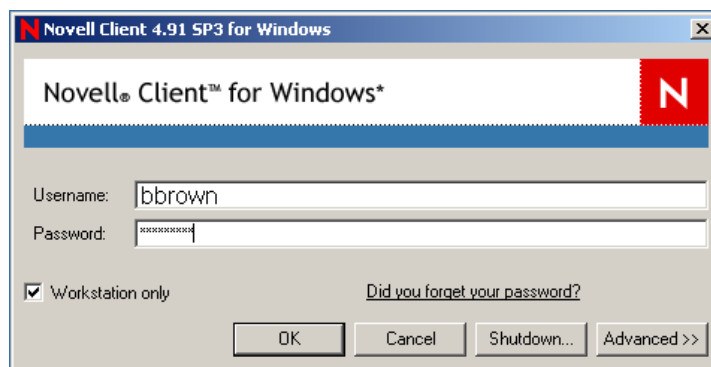 Novell Client 4.91 SP3 for Windows
Novell® Client™ for Windows*
N
Username: bbrown
Password: *********
Workstation only
Did you forget your password?
OK Cancel Shutdown... Advanced >>